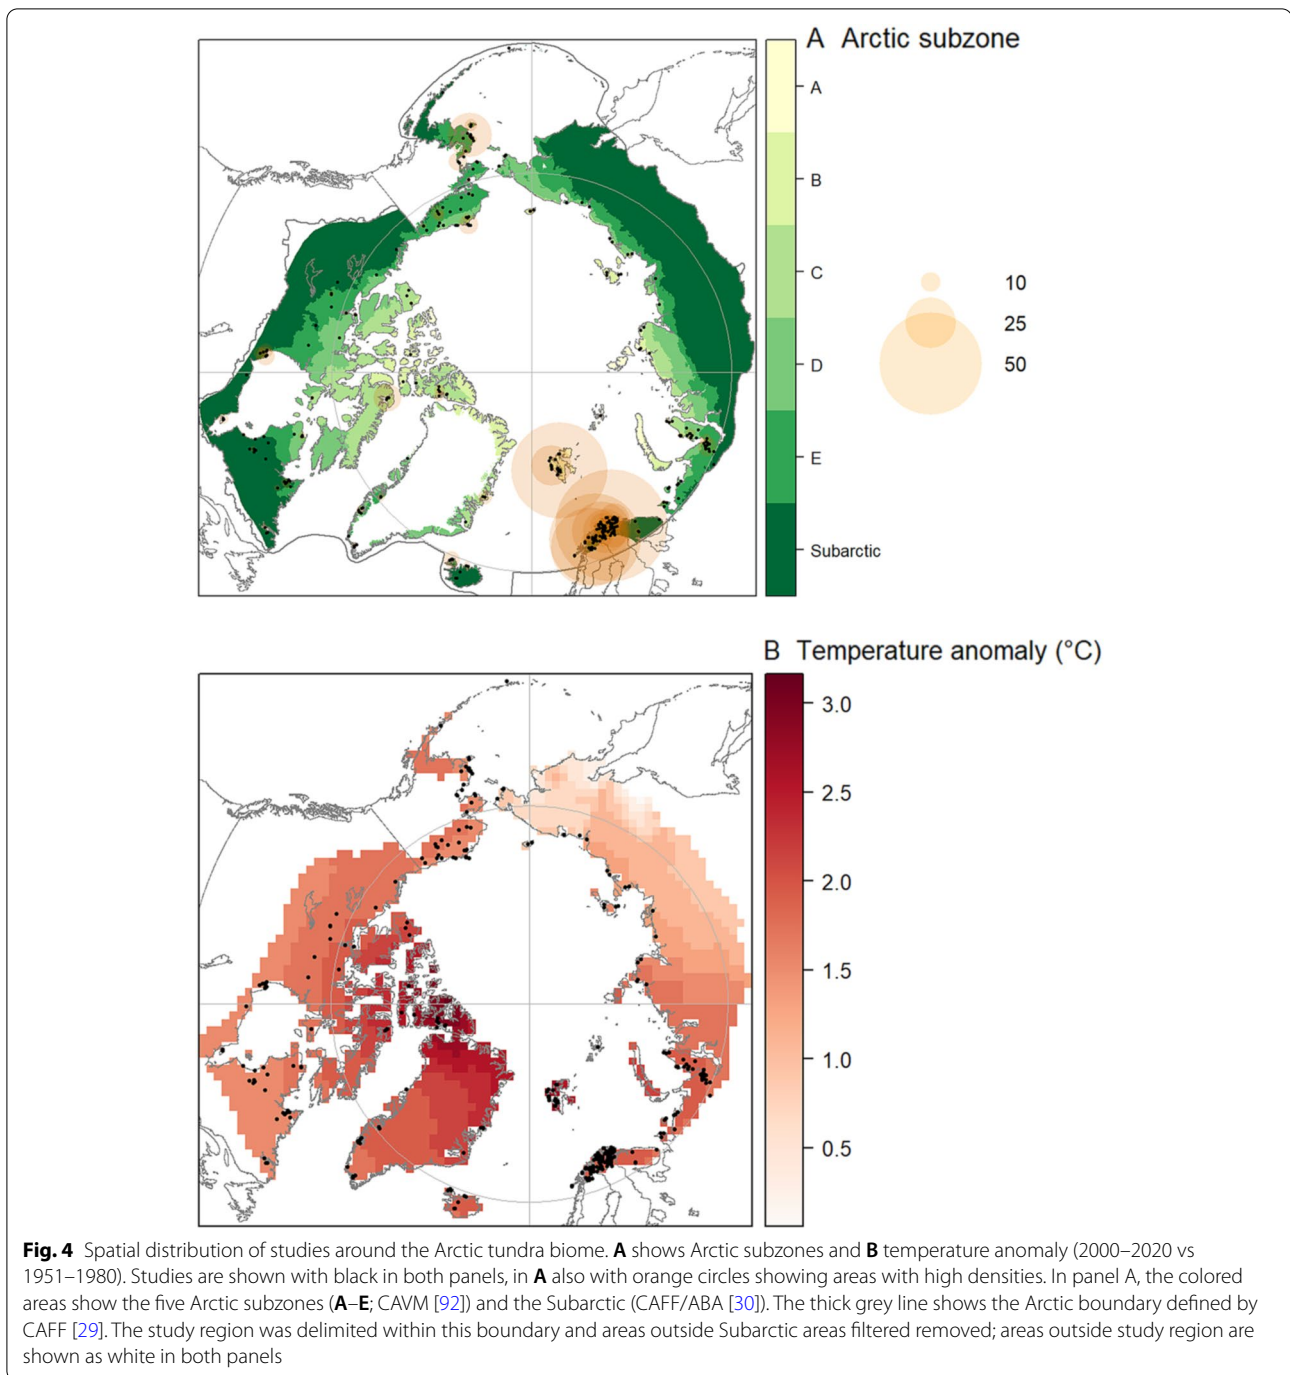 A Arctic subzone
A
B
C
D
E
Subarctic
10
25
50
B Temperature anomaly (°C)
3.0
2.5
2.0
1.5
1.0
0.5
Fig. 4 Spatial distribution of studies around the Arctic tundra biome. A shows Arctic subzones and B temperature anomaly (2000–2020 vs
1951–1980). Studies are shown with black in both panels, in A also with orange circles showing areas with high densities. In panel A, the colored
areas show the five Arctic subzones (A–E; CAVM [92]) and the Subarctic (CAFF/ABA [30]). The thick grey line shows the Arctic boundary defined by
CAFF [29]. The study region was delimited within this boundary and areas outside Subarctic areas filtered removed; areas outside study region are
shown as white in both panels